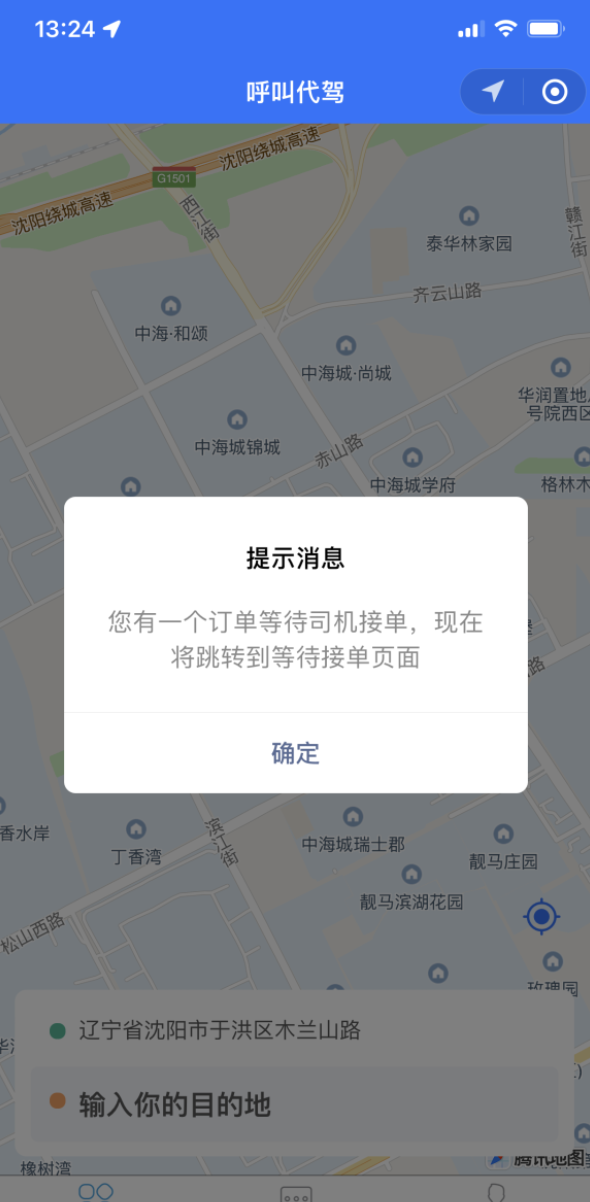 13:24
呼叫代驾
沈阳绕城高速
G1501
沈阳绕城高速
西江街
赣江街
泰华林家园
齐云山路
中海·和颂
中海城·尚城
华润置地
号院西区
中海城锦城
赤山路
中海城学府
格林木
提示消息
您有一个订单等待司机接单，现在
将跳转到等待接单页面
确定
路
香水岸
丁香湾
滨江街
中海城瑞士郡
靓马庄园
靓马滨湖花园
松山西路
玫瑰园
辽宁省沈阳市于洪区木兰山路
输入你的目的地
腾讯地图
橡树湾